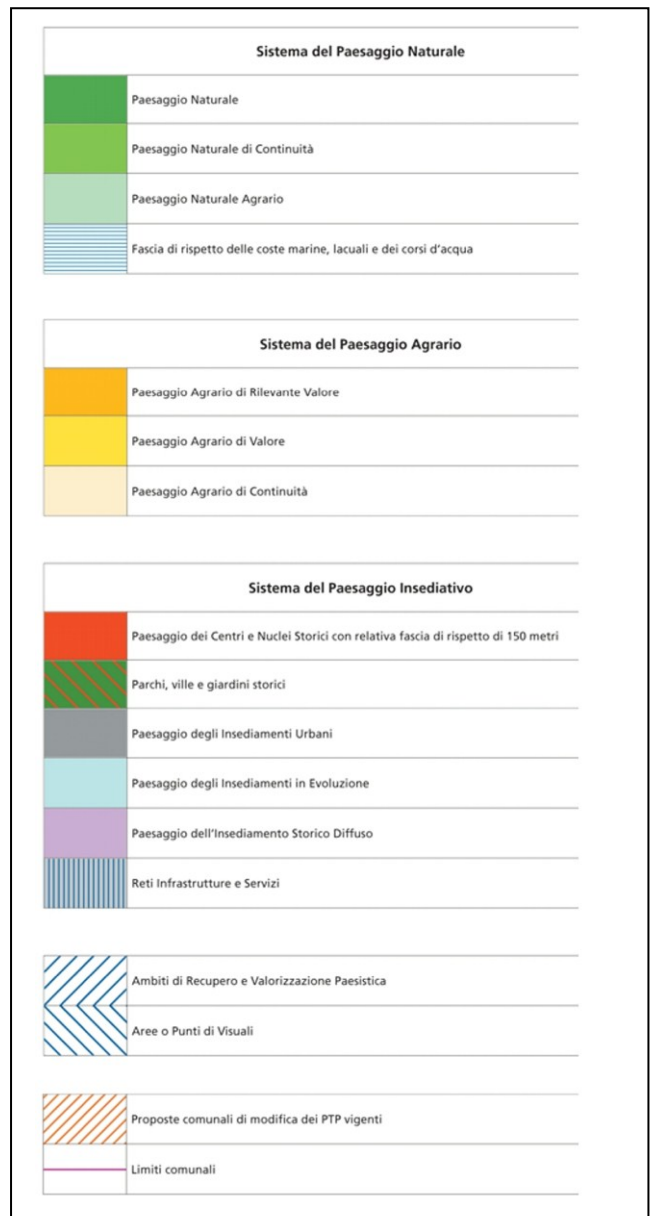 Sistema del Paesaggio Naturale
Paesaggio Naturale
Paesaggio Naturale di Continuità
Paesaggio Naturale Agrario
Fascia di rispetto delle coste marine, lacuali e dei corsi d'acqua
Sistema del Paesaggio Agrario
Paesaggio Agrario di Rilevante Valore
Paesaggio Agrario di Valore
Paesaggio Agrario di Continuità
Sistema del Paesaggio Insediativo
Paesaggio dei Centri e Nuclei Storici con relativa fascia di rispetto di 150 metri
Parchi, ville e giardini storici
Paesaggio degli Insediamenti Urbani
Paesaggio degli Insediamenti in Evoluzione
Paesaggio dell'Insediamento Storico Diffuso
Reti Infrastrutture e Servizi
Ambiti di Recupero e Valorizzazione Paesistica
Aree o Punti di Visuali
Proposte comunali di modifica dei PTP vigenti
Limiti comunali